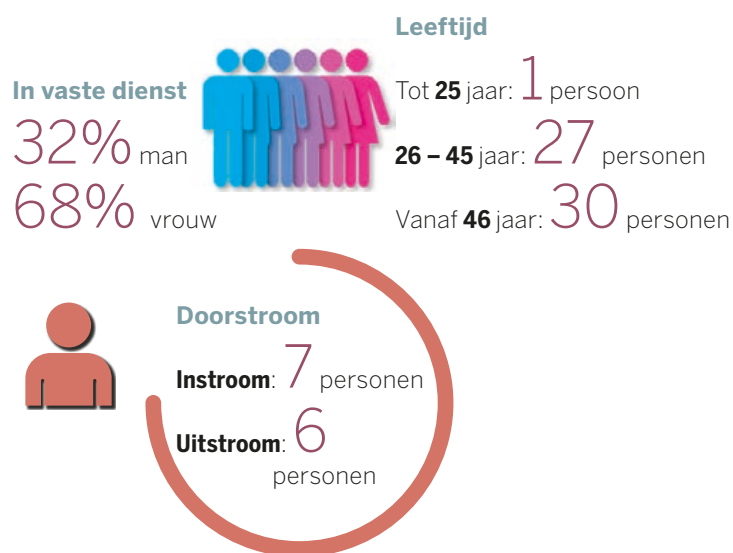 In vaste dienst
32% man
68% vrouw
Leeftijd
Tot 25 jaar: 1 persoon
26 – 45 jaar: 27 personen
Vanaf 46 jaar: 30 personen
Doorstroom
Instroom: 7 personen
Uitstroom: 6
personen